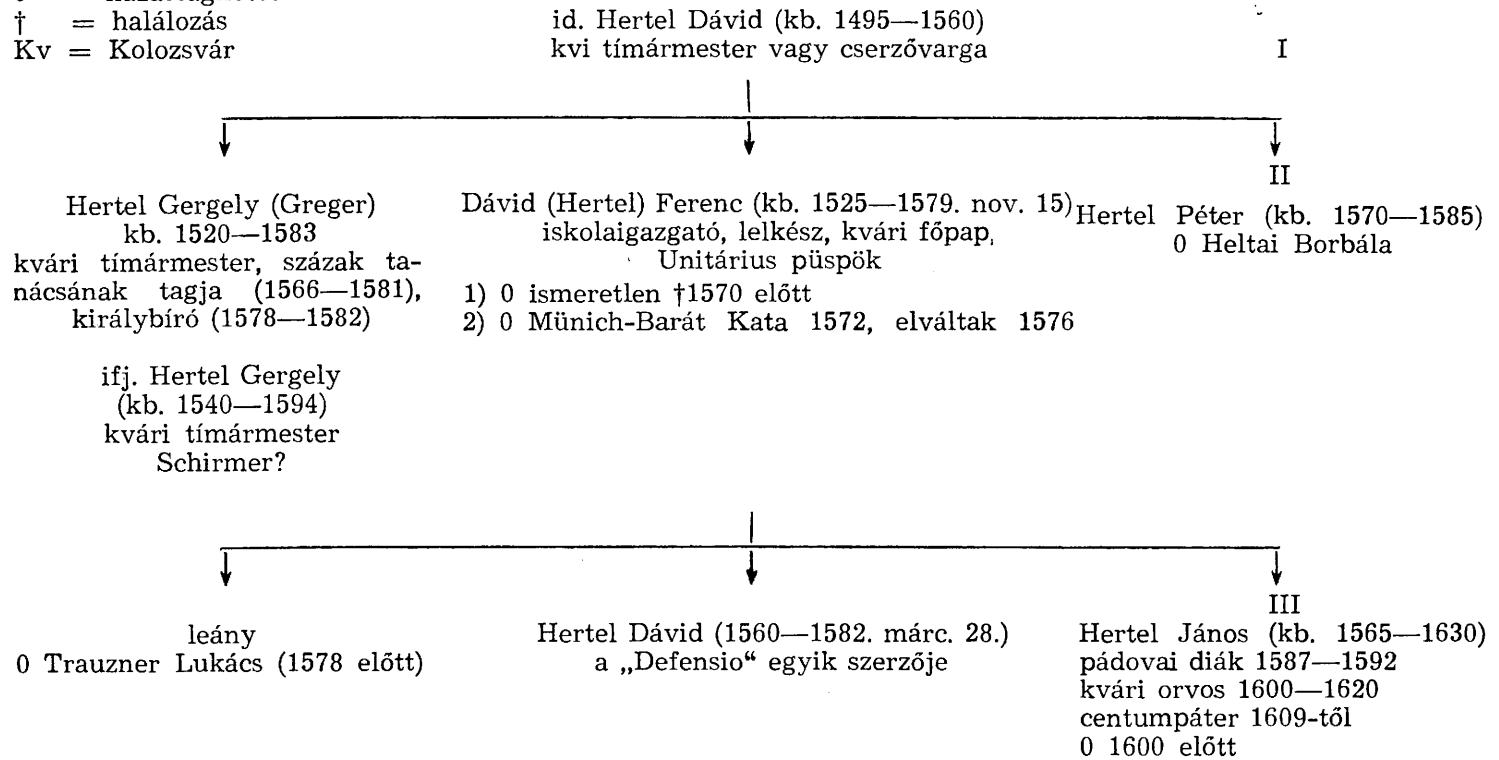 † = halálozás
Kv = Kolozsvár
id. Hertel Dávid (kb. 1495—1560)
kvi tímármester vagy cserzővarga
I
Hertel Gergely (Greger)
kb. 1520—1583
kvári tímármester, százak ta-
nácsának tagja (1566—1581),
királybíró (1578—1582)
ifj. Hertel Gergely
(kb. 1540—1594)
kvári tímármester
Schirmer?
Dávid (Hertel) Ferenc (kb. 1525—1579. nov. 15)
iskolaigazgató, lelkész, kvári főpap,
Unitárius püspök
1) 0 ismeretlen †1570 előtt
2) 0 Münich-Barát Kata 1572, elváltak 1576
II
Hertel Péter (kb. 1570—1585)
0 Heltai Borbála
leány
0 Trauzner Lukács (1578 előtt)
Hertel Dávid (1560—1582. márc. 28.)
a „Defensio“ egyik szerzője
III
Hertel János (kb. 1565—1630)
pádovai diák 1587—1592
kvári orvos 1600—1620
centumpáter 1609-től
0 1600 előtt